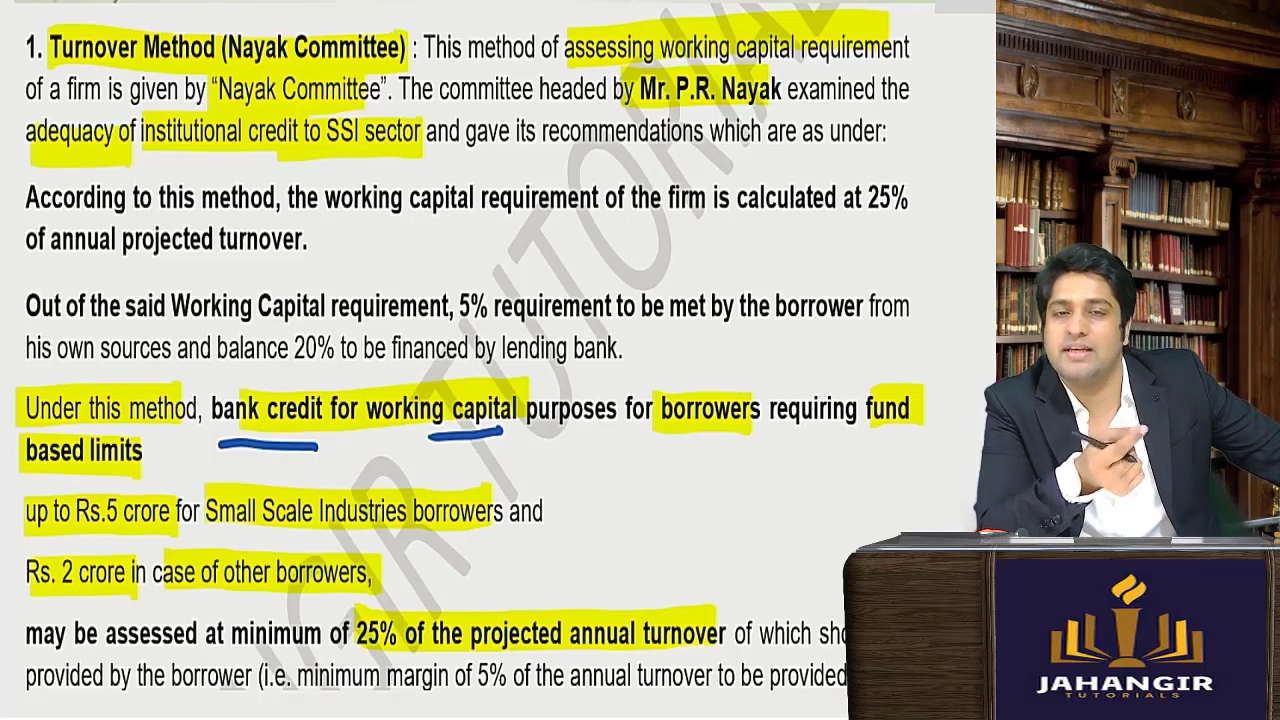 1. Turnover Method (Nayak Committee) : This method of assessing working capital requirement
of a firm is given by “Nayak Committee”. The committee headed by Mr. P.R. Nayak examined the
adequacy of institutional credit to SSI sector and gave its recommendations which are as under:
According to this method, the working capital requirement of the firm is calculated at 25%
of annual projected turnover.
Out of the said Working Capital requirement, 5% requirement to be met by the borrower from
his own sources and balance 20% to be financed by lending bank.
Under this method, bank credit for working capital purposes for borrowers requiring fund
based limits
up to Rs.5 crore for Small Scale Industries borrowers and
Rs. 2 crore in case of other borrowers,
may be assessed at minimum of 25% of the projected annual turnover of which
provided by the borrower (i.e. minimum margin of 5% of the annual turnover to be provided
JAHANGIR
TUTORIALS